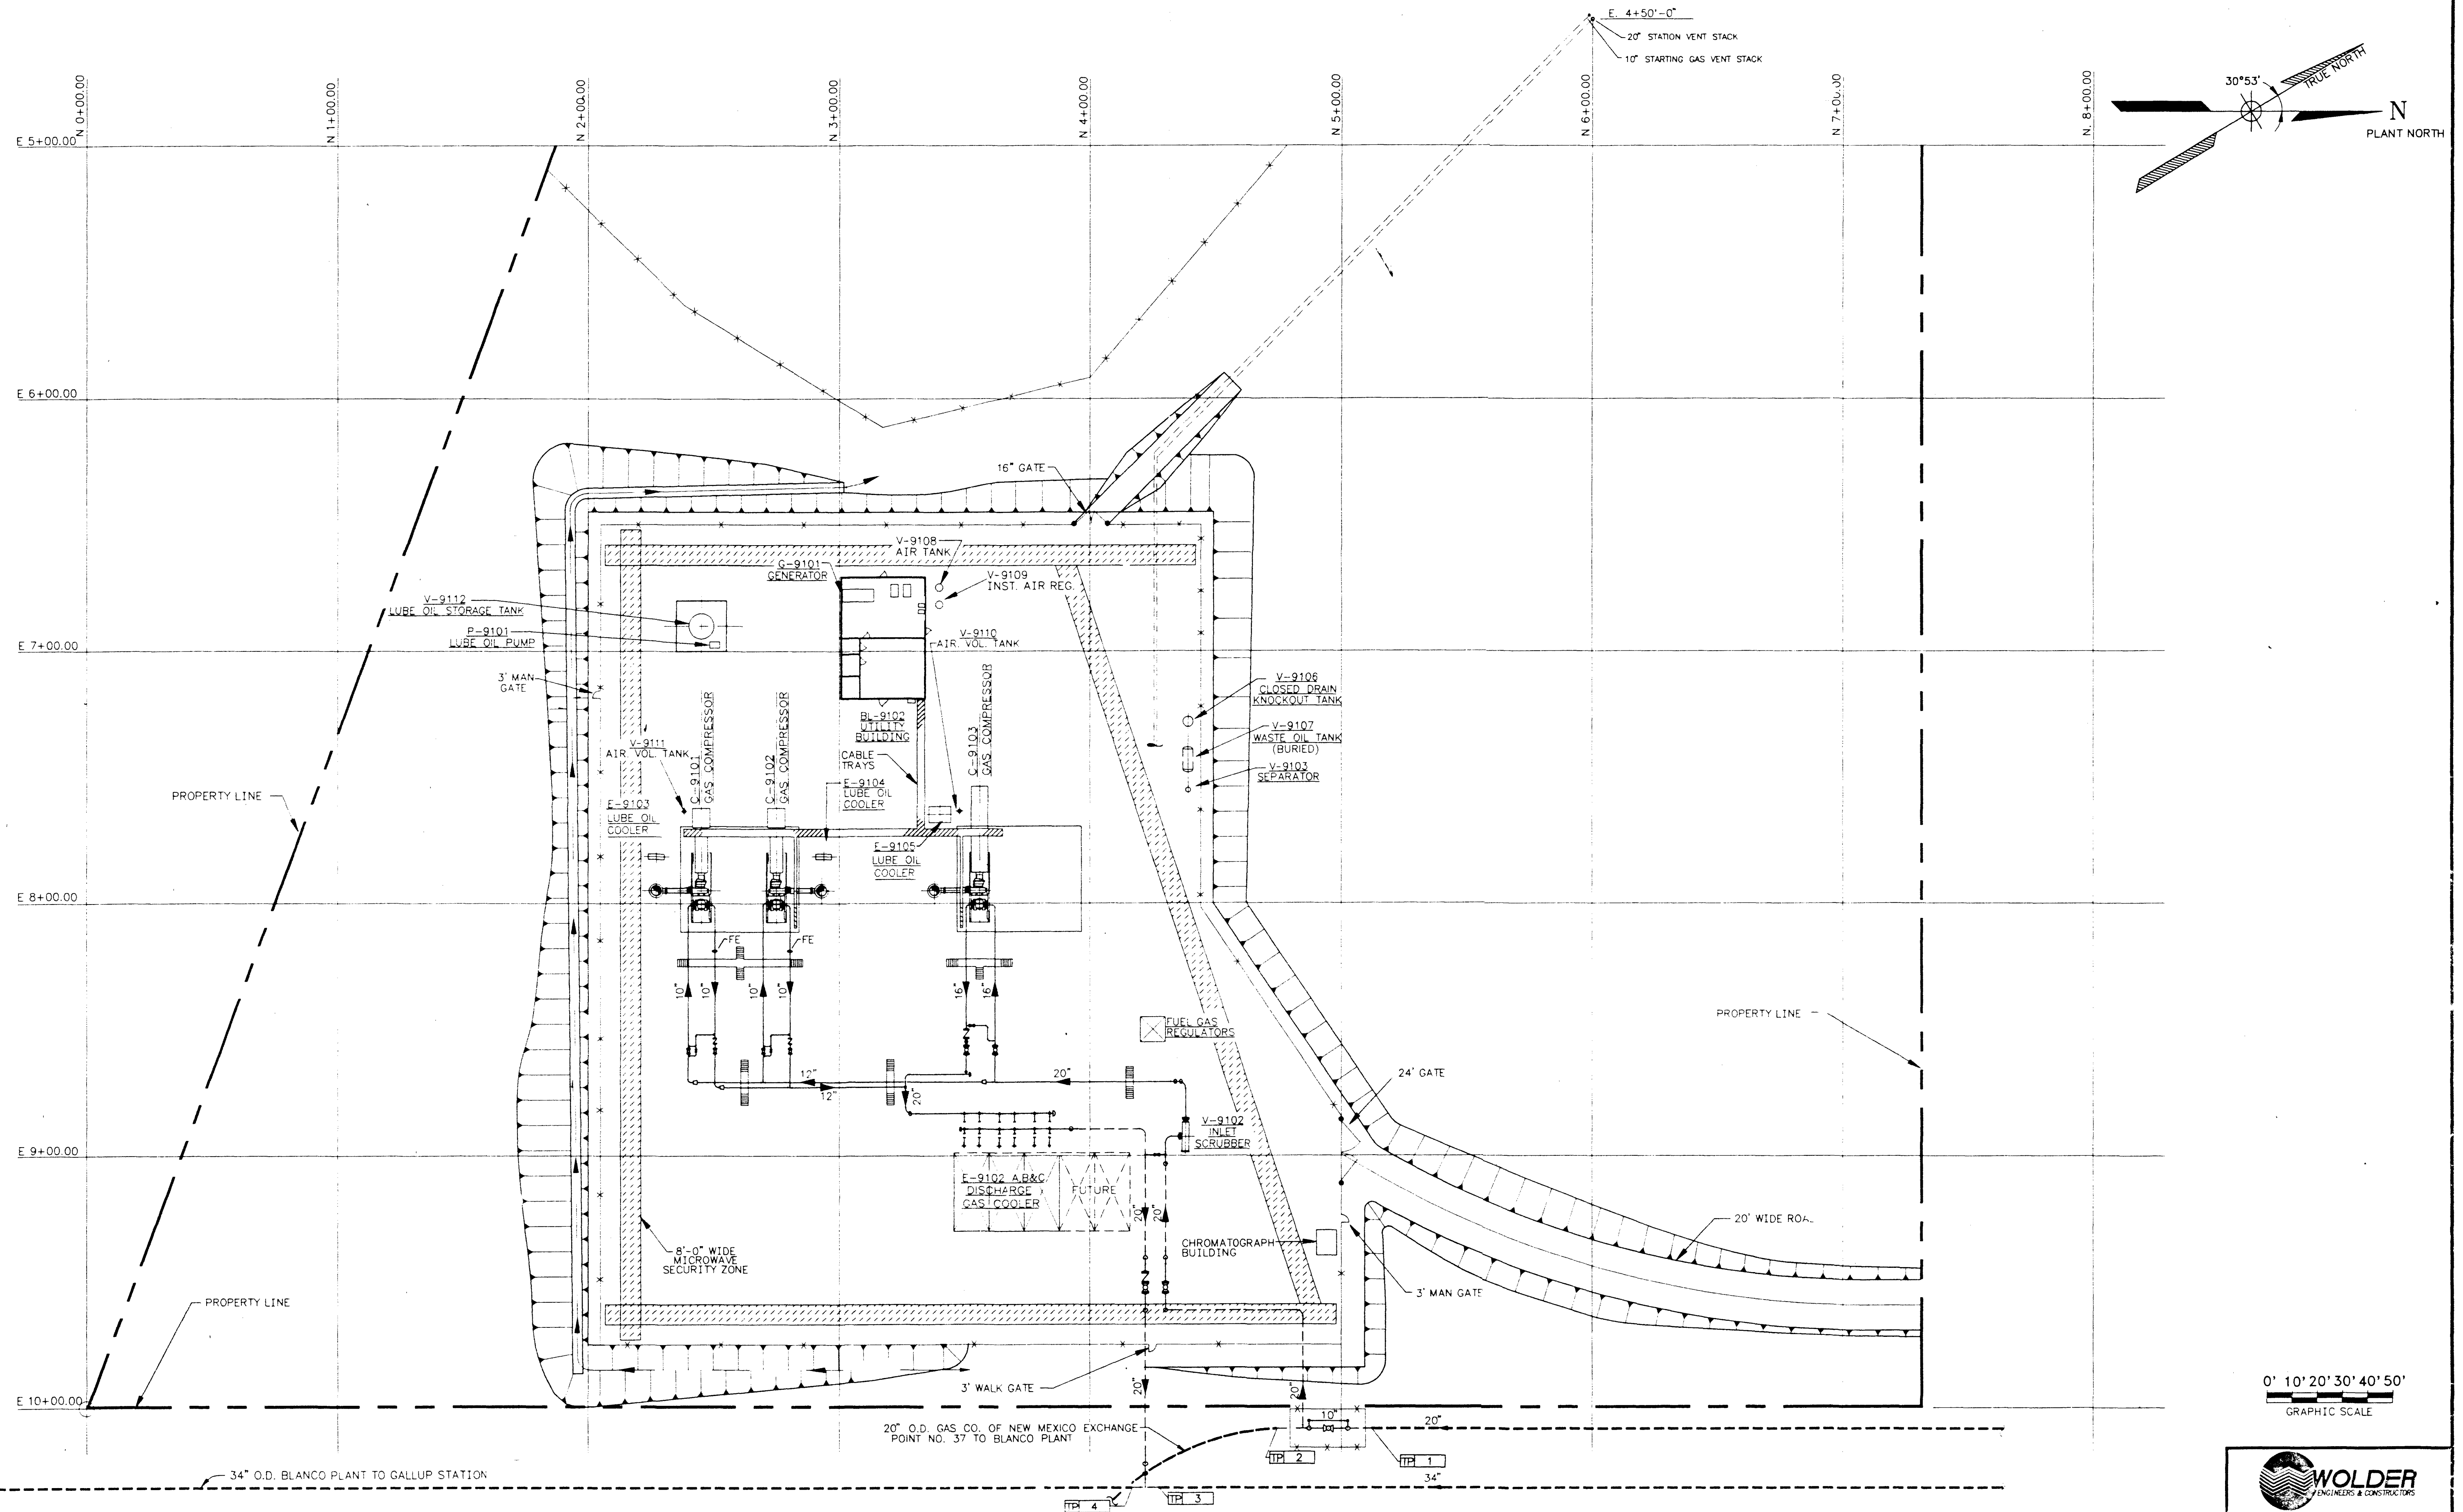 E. 4+50'-0"
20" STATION VENT STACK
10" STARTING GAS VENT STACK
30°53'
TRUE NORTH
N
PLANT NORTH
N 0+00.00
N 1+00.00
N 2+00.00
N 3+00.00
N 4+00.00
N 5+00.00
N 6+00.00
N 7+00.00
N. 8+00.00
E 5+00.00
E 6+00.00
16" GATE
V-9108
AIR TANK
G-9101
GENERATOR
V-9109
INST. AIR REG.
V-9112
LUBE OIL STORAGE TANK
P-9101
LUBE OIL PUMP
V-9110
AIR. VOL. TANK
E 7+00.00
3' MAN
GATE
V-9106
CLOSED DRAIN
KNOCKOUT TANK
V-9107
WASTE OIL TANK
(BURIED)
V-9103
SEPARATOR
BL-9102
UTILITY
BUILDING
C-9101
GAS COMPRESSOR
C-9102
GAS COMPRESSOR
C-9103
GAS COMPRESSOR
V-9111
AIR. VOL. TANK
CABLE
TRAYS
E-9104
LUBE OIL
COOLER
E-9103
LUBE OIL
COOLER
PROPERTY LINE
E-9105
LUBE OIL
COOLER
E 8+00.00
FE
FE
10"
10"
10"
10"
16"
16"
FUEL GAS
REGULATORS
PROPERTY LINE
24' GATE
12"
12"
20"
20"
V-9102
INLET
SCRUBBER
E 9+00.00
E-9102 A,B&C
DISCHARGE
GAS COOLER
FUTURE
20"
20"
20' WIDE
CHROMATOGRAPH
BUILDING
8'-0" WIDE
MICROWAVE
SECURITY ZONE
3' MAN GATE
PROPERTY LINE
3' WALK GATE
20"
20"
E 10+00.00
0' 10' 20' 30' 40' 50'
GRAPHIC SCALE
20" O.D. GAS CO. OF NEW MEXICO EXCHANGE
POINT NO. 37 TO BLANCO PLANT
10"
20"
TP 2
TP 1
34" O.D. BLANCO PLANT TO GALLUP STATION
34"
TP 4
TP 3
WOLDER
ENGINEERS & CONSTRUCTORS